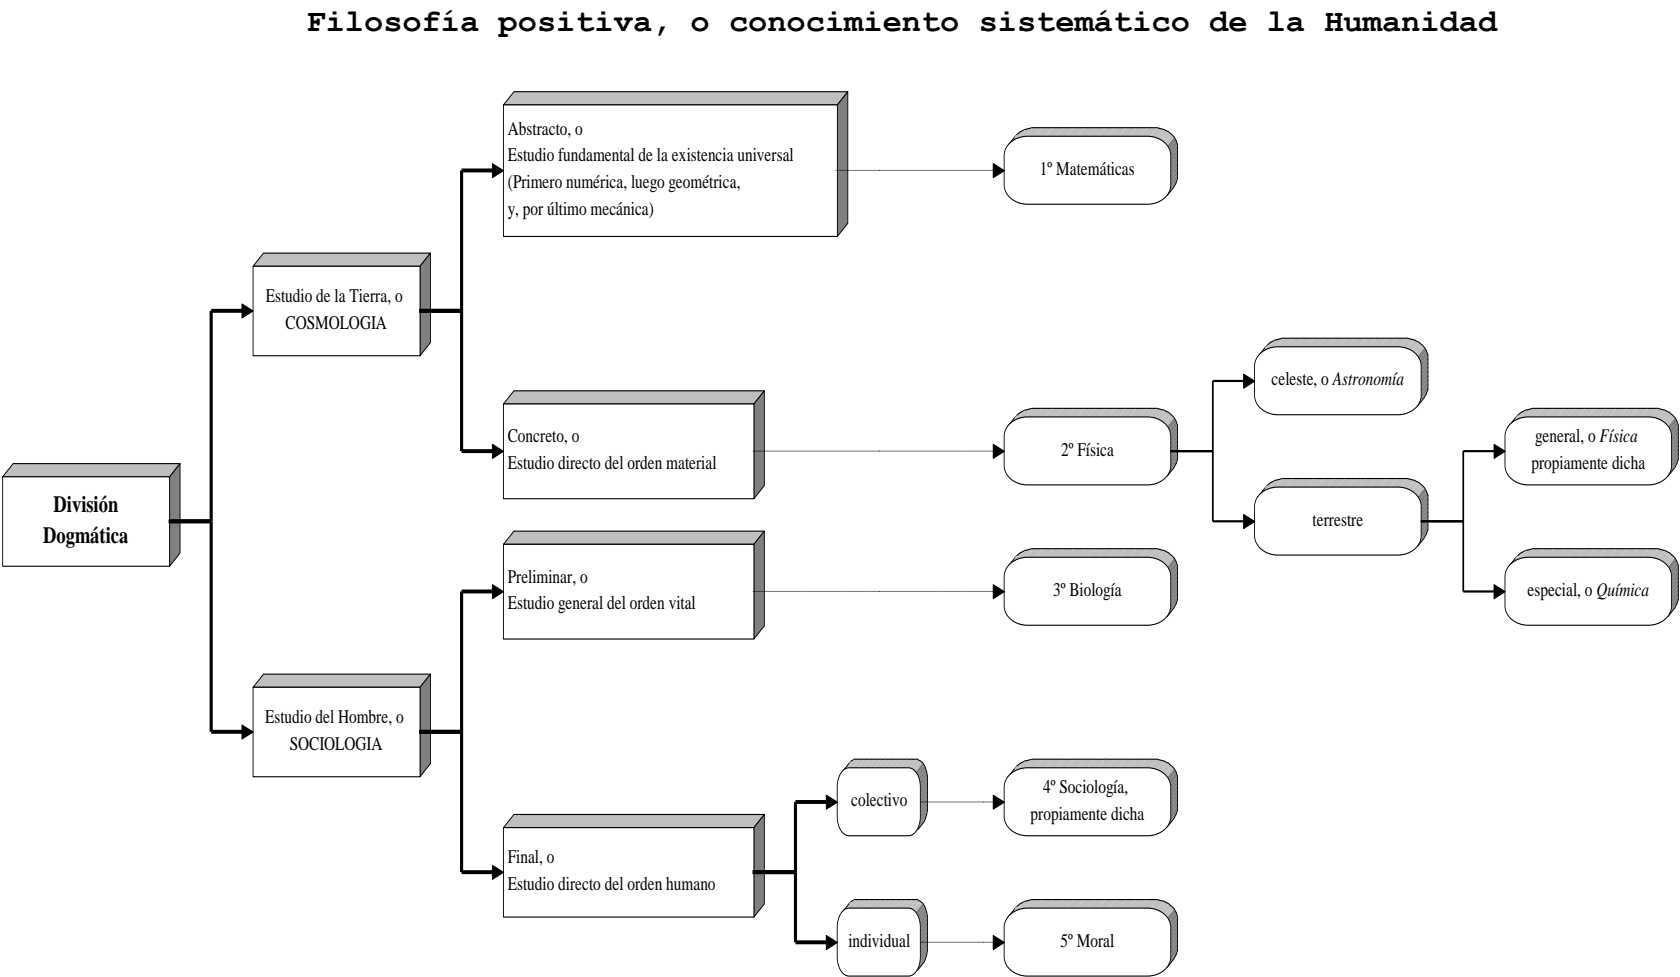 Filosofía positiva, o conocimiento sistemático de la Humanidad
División
Dogmática
Estudio de la Tierra, o
COSMOLOGIA
Abstracto, o
Estudio fundamental de la existencia universal
(Primero numérica, luego geométrica,
y, por último mecánica)
1º Matemáticas
Concreto, o
Estudio directo del orden material
2º Física
celeste, o Astronomía
terrestre
general, o Física
propiamente dicha
especial, o Química
Estudio del Hombre, o
SOCIOLOGIA
Preliminar, o
Estudio general del orden vital
3º Biología
Final, o
Estudio directo del orden humano
colectivo
4º Sociología,
propiamente dicha
individual
5º Moral